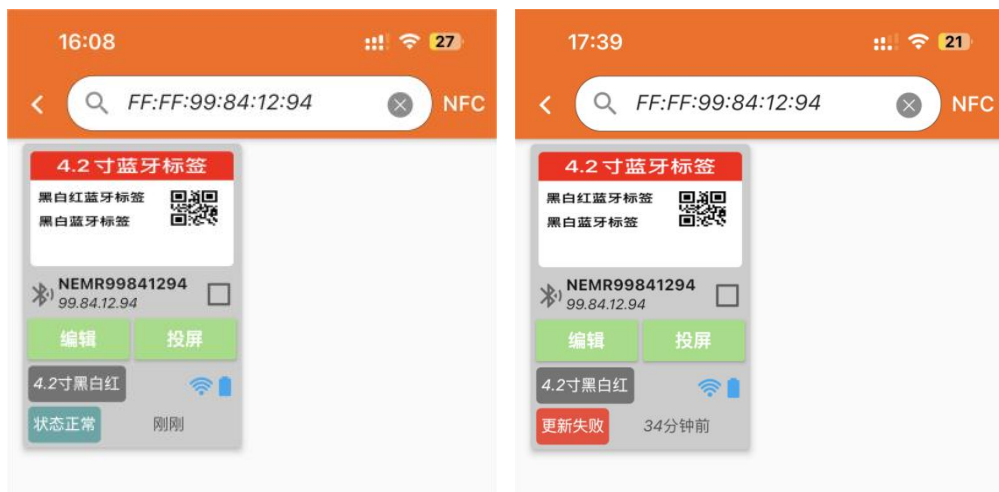 16:08
27
FF:FF:99:84:12:94
NFC
4.2寸蓝牙标签
黑白红蓝牙标签
黑白蓝牙标签
NEMR99841294
99.84.12.94
编辑
投屏
4.2寸黑白红
状态正常
刚刚
17:39
21
FF:FF:99:84:12:94
NFC
4.2寸蓝牙标签
黑白红蓝牙标签
黑白蓝牙标签
NEMR99841294
99.84.12.94
编辑
投屏
4.2寸黑白红
更新失败
34分钟前